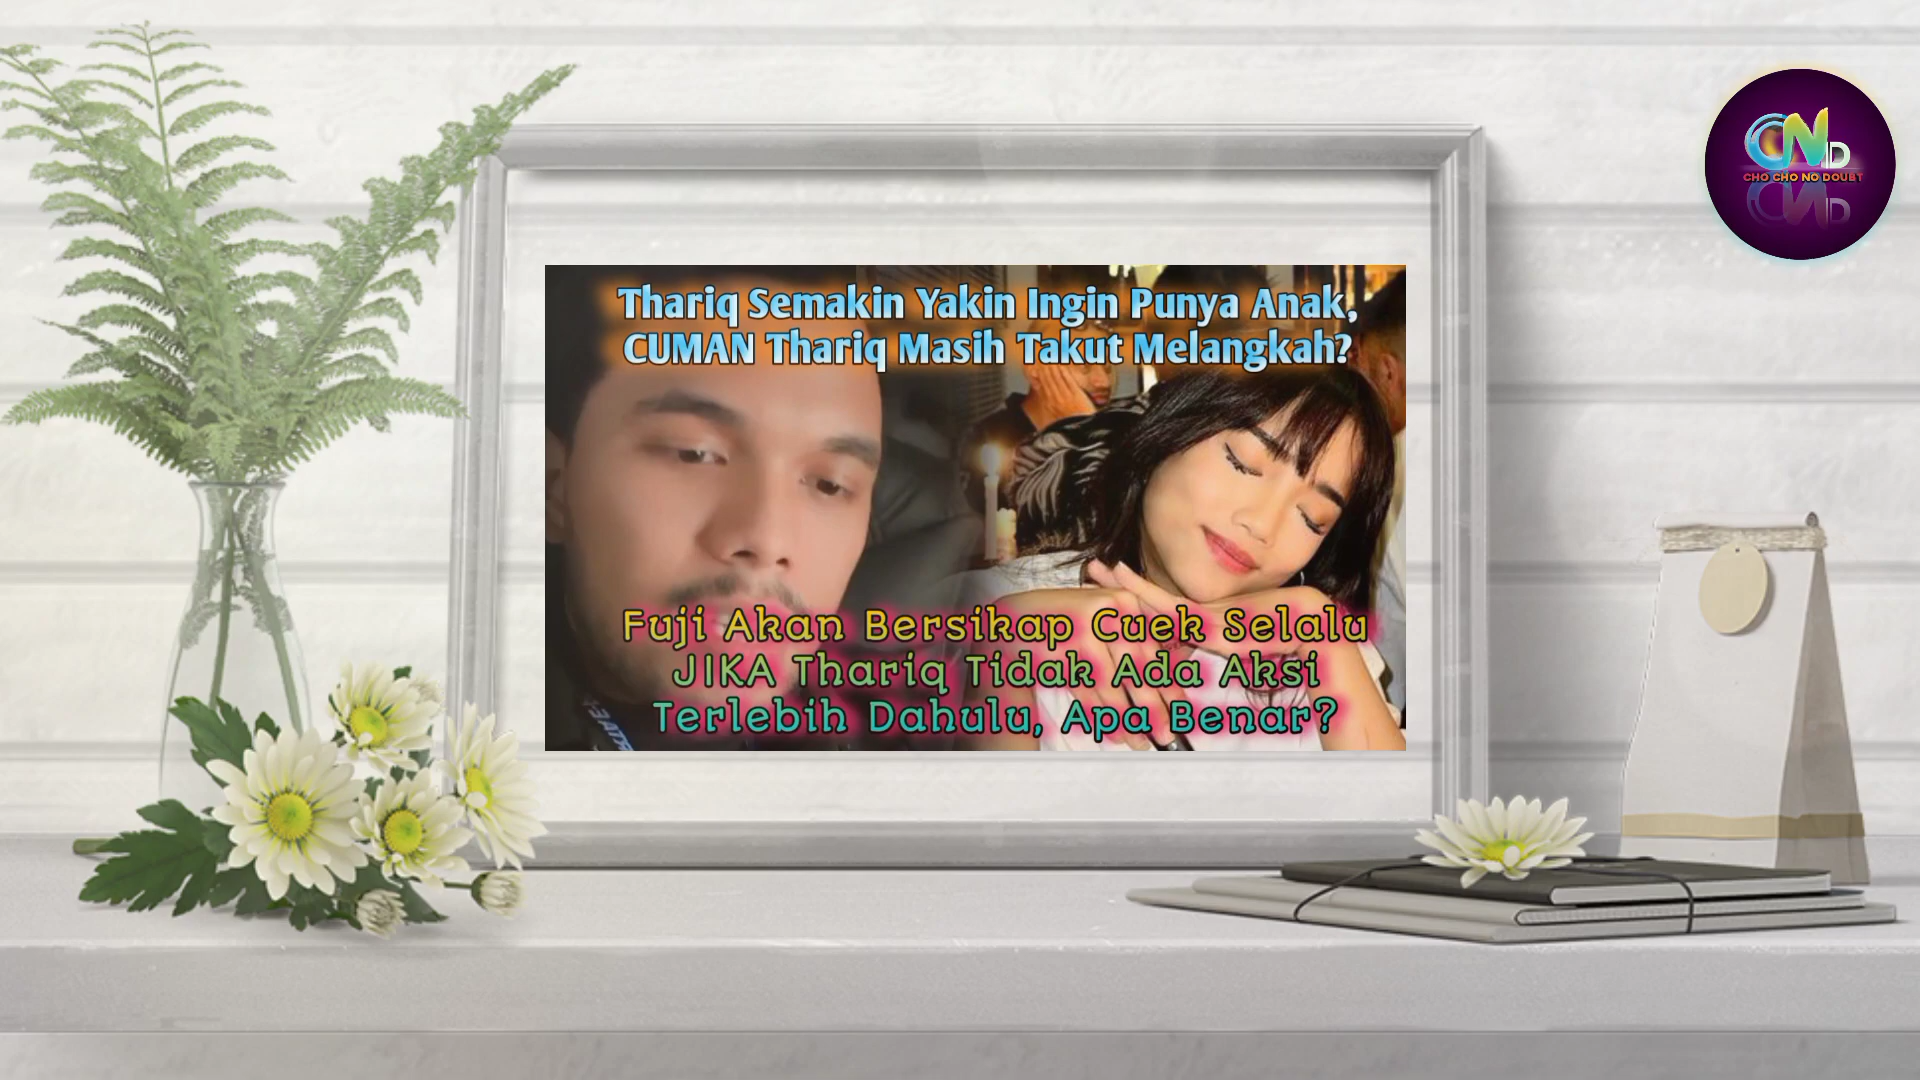 CND
CHO CHO NO DOUBT
Thariq Semakin Yakin Ingin Punya Anak,
CUMAN Thariq Masih Takut Melangkah?
Fuji Akan Bersikap Cuek Selalu
JIKA Thariq Tidak Ada Aksi
Terlebih Dahulu, Apa Benar?